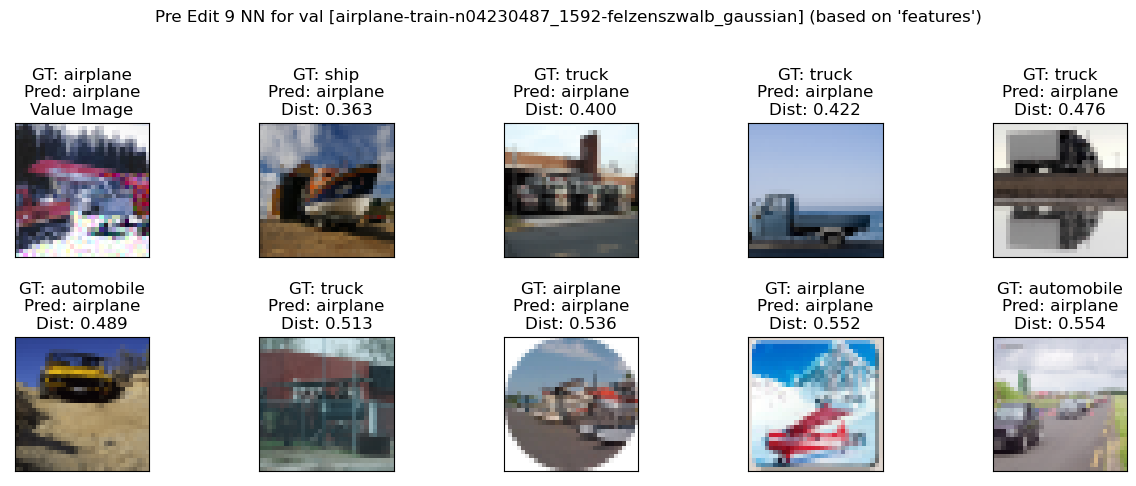 Pre Edit 9 NN for val [airplane-train-n04230487_1592-felzenszwalb_gaussian] (based on 'features')
GT: airplane
Pred: airplane
Value Image
GT: ship
Pred: airplane
Dist: 0.363
GT: truck
Pred: airplane
Dist: 0.400
GT: truck
Pred: airplane
Dist: 0.422
GT: truck
Pred: airplane
Dist: 0.476
GT: automobile
Pred: airplane
Dist: 0.489
GT: truck
Pred: airplane
Dist: 0.513
GT: airplane
Pred: airplane
Dist: 0.536
GT: airplane
Pred: airplane
Dist: 0.552
GT: automobile
Pred: airplane
Dist: 0.554